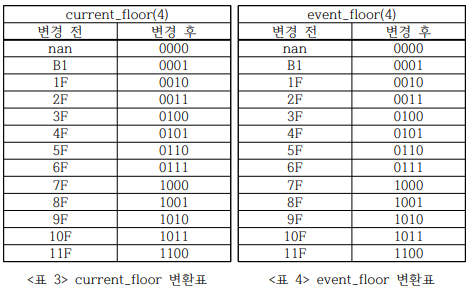 current_floor(4) event_floor(4)
변경 전 변경 후 변경 전 변경 후
nan 0000 nan 0000
B1 0001 B1 0001
1F 0010 1F 0010
2F 0011 2F 0011
3F 0100 3F 0100
4F 0101 4F 0101
5F 0110 5F 0110
6F 0111 6F 0111
7F 1000 7F 1000
8F 1001 8F 1001
9F 1010 9F 1010
10F 1011 10F 1011
11F 1100 11F 1100
<표 3> current_floor 변환표 <표 4> event_floor 변환표